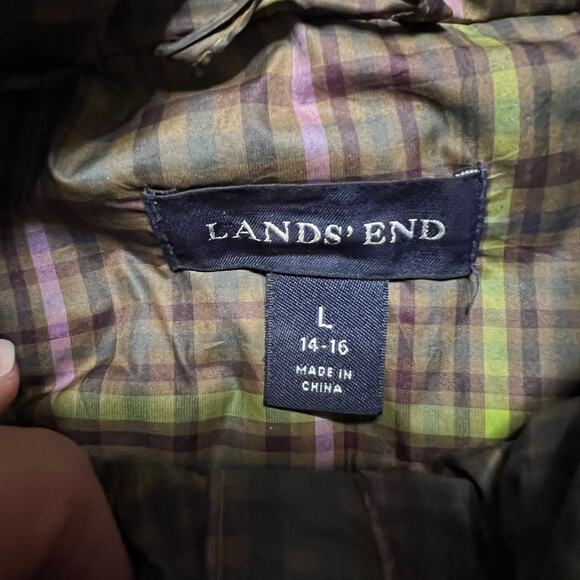 LANDS' END
L
14-16
MADE IN
CHINA